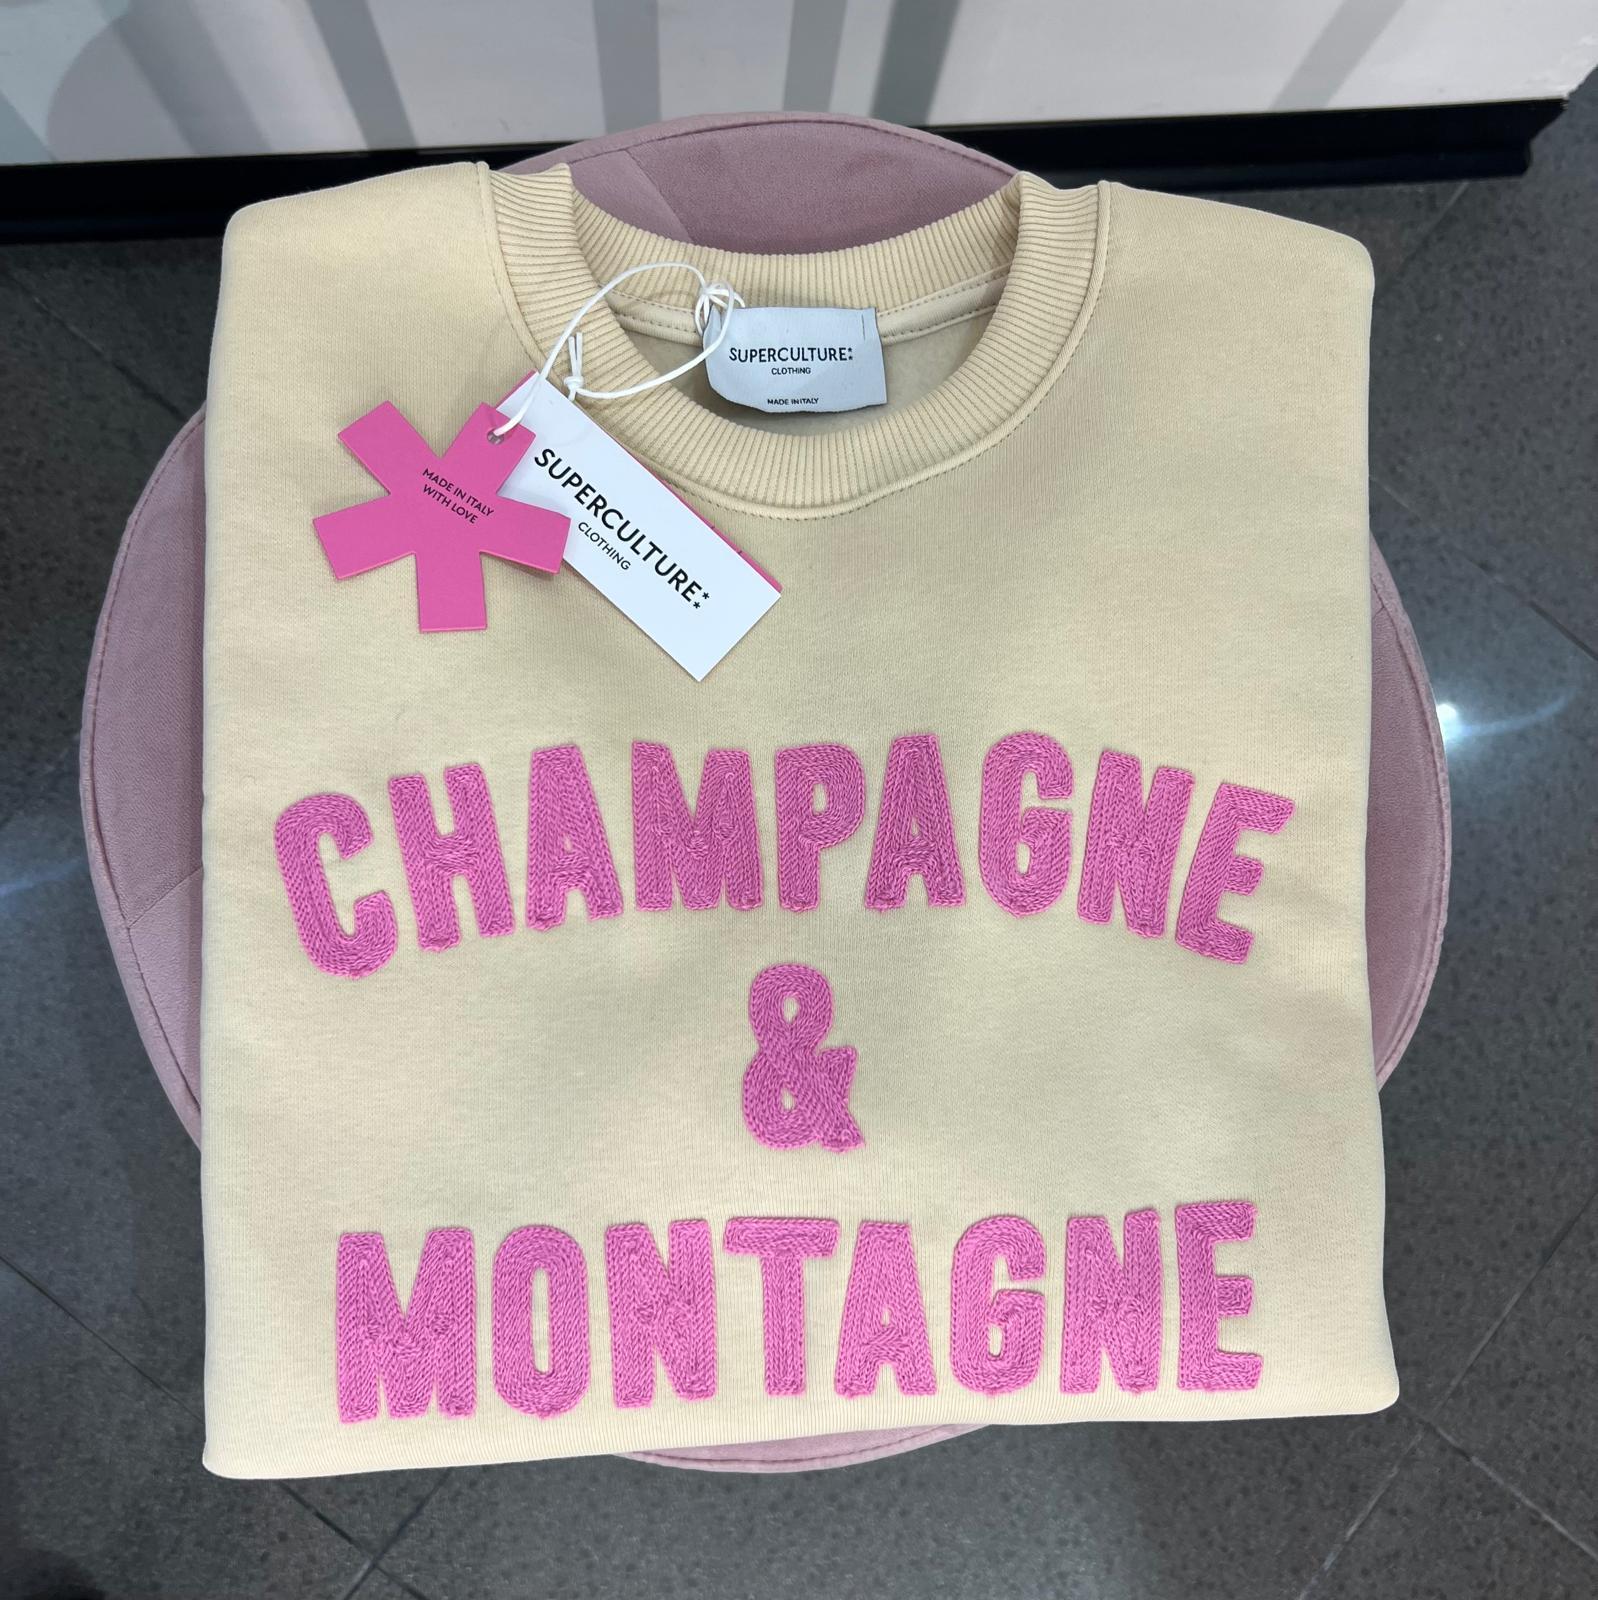 SUPERCULTURE:
CLOTHING
MADE IN ITALY
MADE IN ITALY
WITH LOVE
SUPERCULTURE:
CLOTHING
CHAMPAGNE
&
MONTAGNE